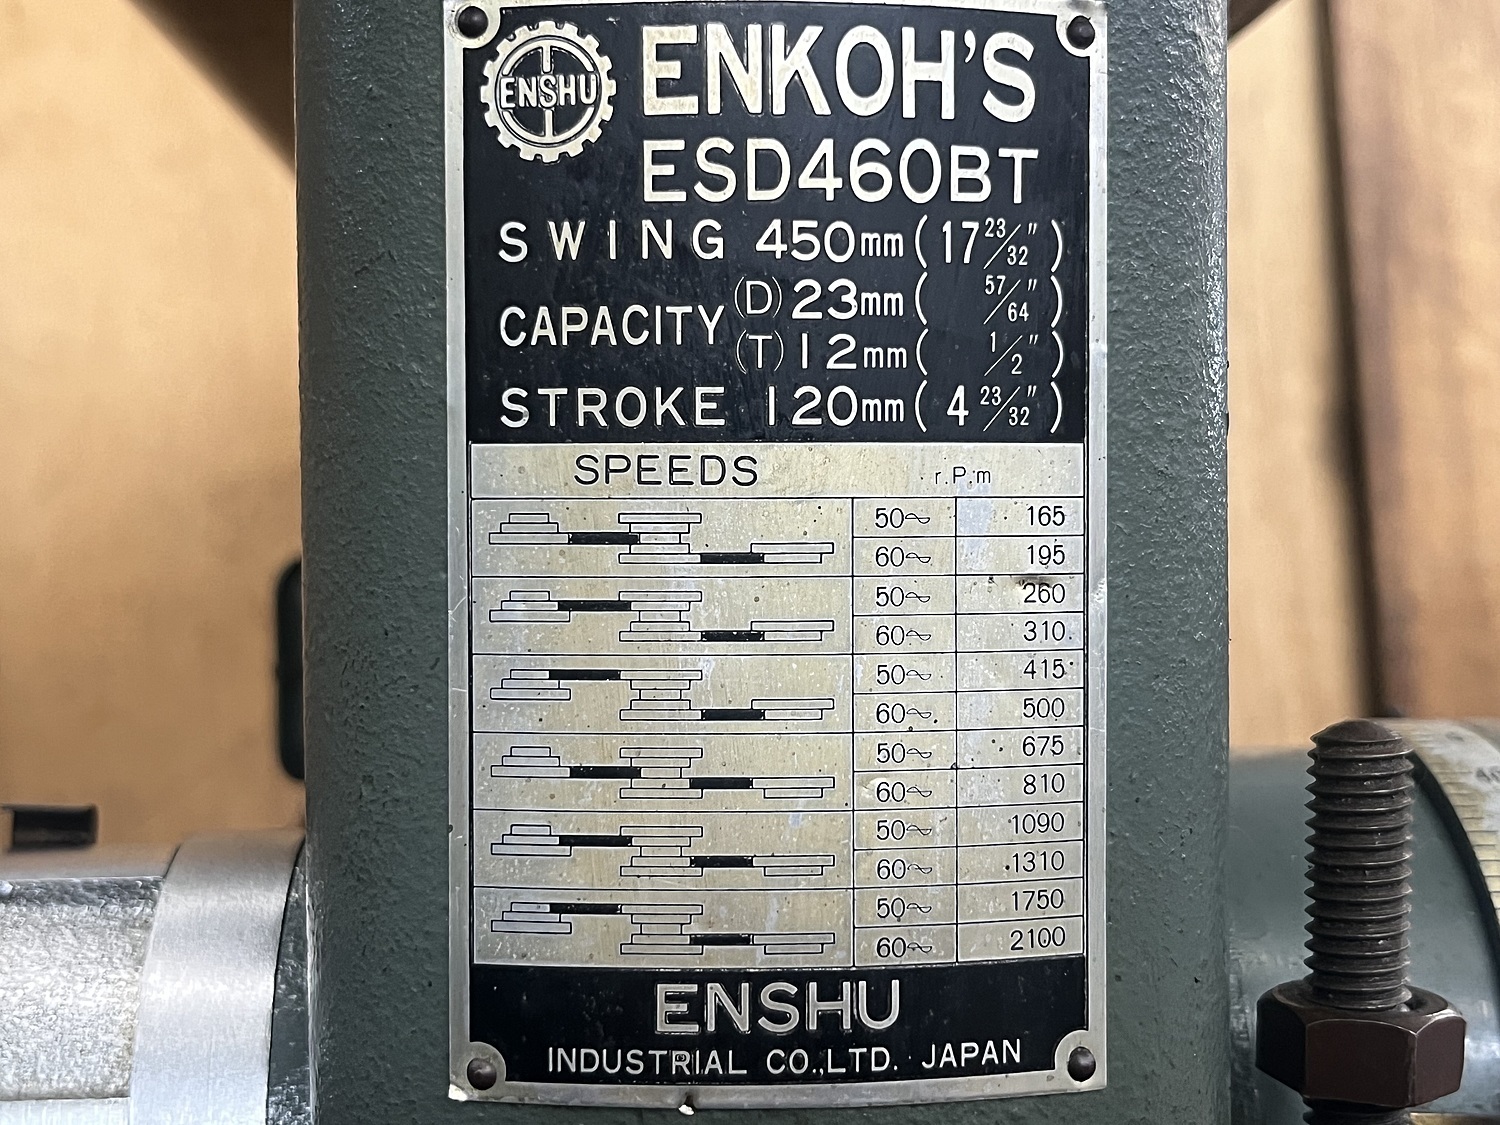 ENSHU
ENKOH'S
ESD460BT
SWING 450mm (17 23/32")
CAPACITY (D) 23mm ( 57/64")
(T) 12mm ( 1/2")
STROKE 120mm (4 23/32")
SPEEDS r.P.m
50~ 165
60~ 195
50~ 260
60~ 310
50~ 415
60~ 500
50~ 675
60~ 810
50~ 1090
60~ 1310
50~ 1750
60~ 2100
ENSHU
INDUSTRIAL CO.,LTD. JAPAN